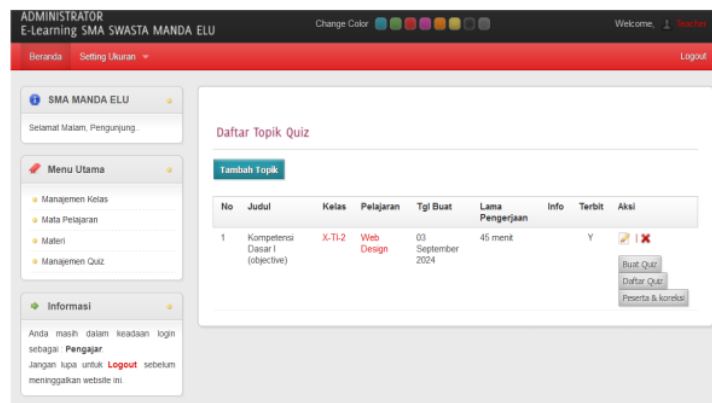 ADMINISTRATOR
E-Learning SMA SWASTA MANDA ELU
Change Color
Welcome, Teacher
Beranda Setting Ukuran
Logout
SMA MANDA ELU
Selamat Malam, Pengunjung..
Menu Utama
Manajemen Kelas
Mata Pelajaran
Materi
Manajemen Quiz
Informasi
Anda masih dalam keadaan login
sebagai : Pengajar.
Jangan lupa untuk Logout sebelum
meninggalkan website ini.
Daftar Topik Quiz
Tambah Topik
No Judul Kelas Pelajaran Tgl Buat Lama Pengerjaan Info Terbit Aksi
1 Kompetensi Dasar I (objective) X-TI-2 Web Design 03 September 2024 45 menit Y |
Buat Quiz
Daftar Quiz
Peserta & koreksi